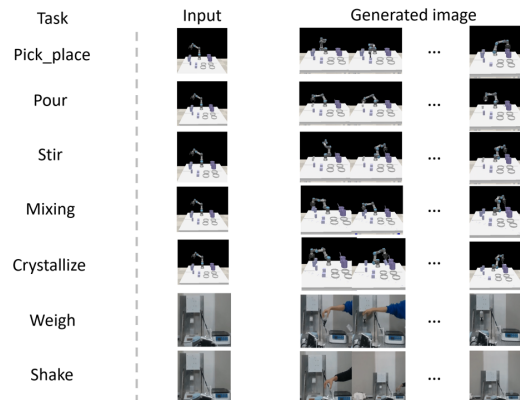 Task Input Generated image
Pick_place ...
Pour ...
Stir ...
Mixing ...
Crystallize ...
Weigh ...
Shake ...